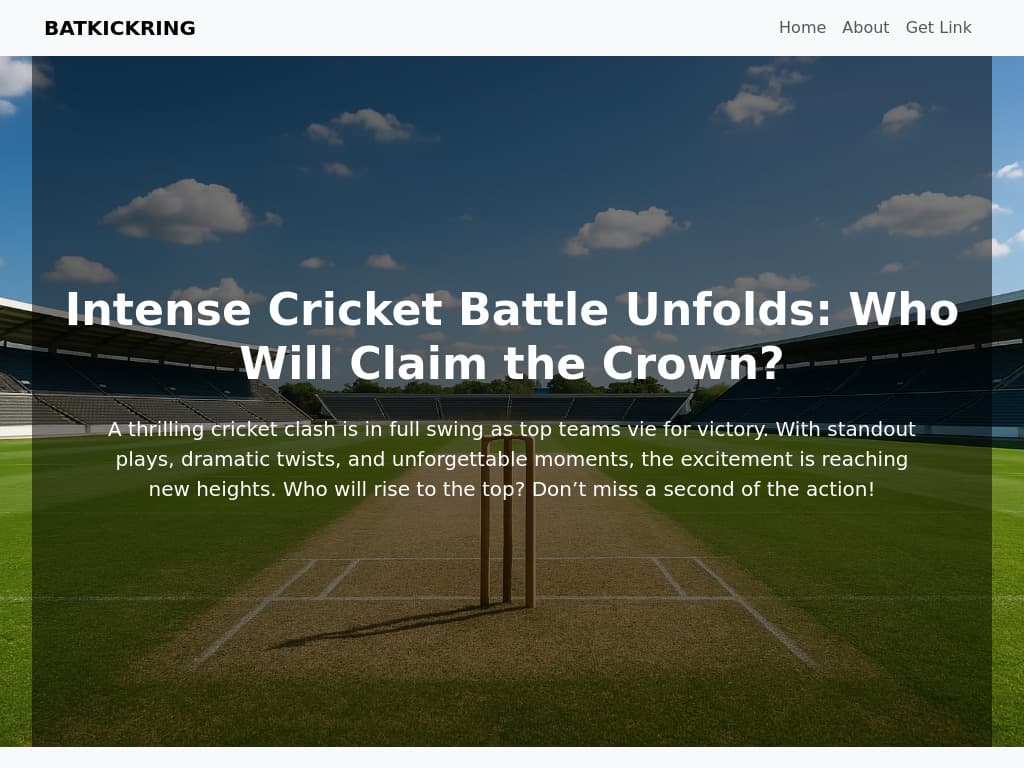 BATKICKRING
Home About Get Link
Intense Cricket Battle Unfolds: Who
Will Claim the Crown?
A thrilling cricket clash is in full swing as top teams vie for victory. With standout
plays, dramatic twists, and unforgettable moments, the excitement is reaching
new heights. Who will rise to the top? Don’t miss a second of the action!